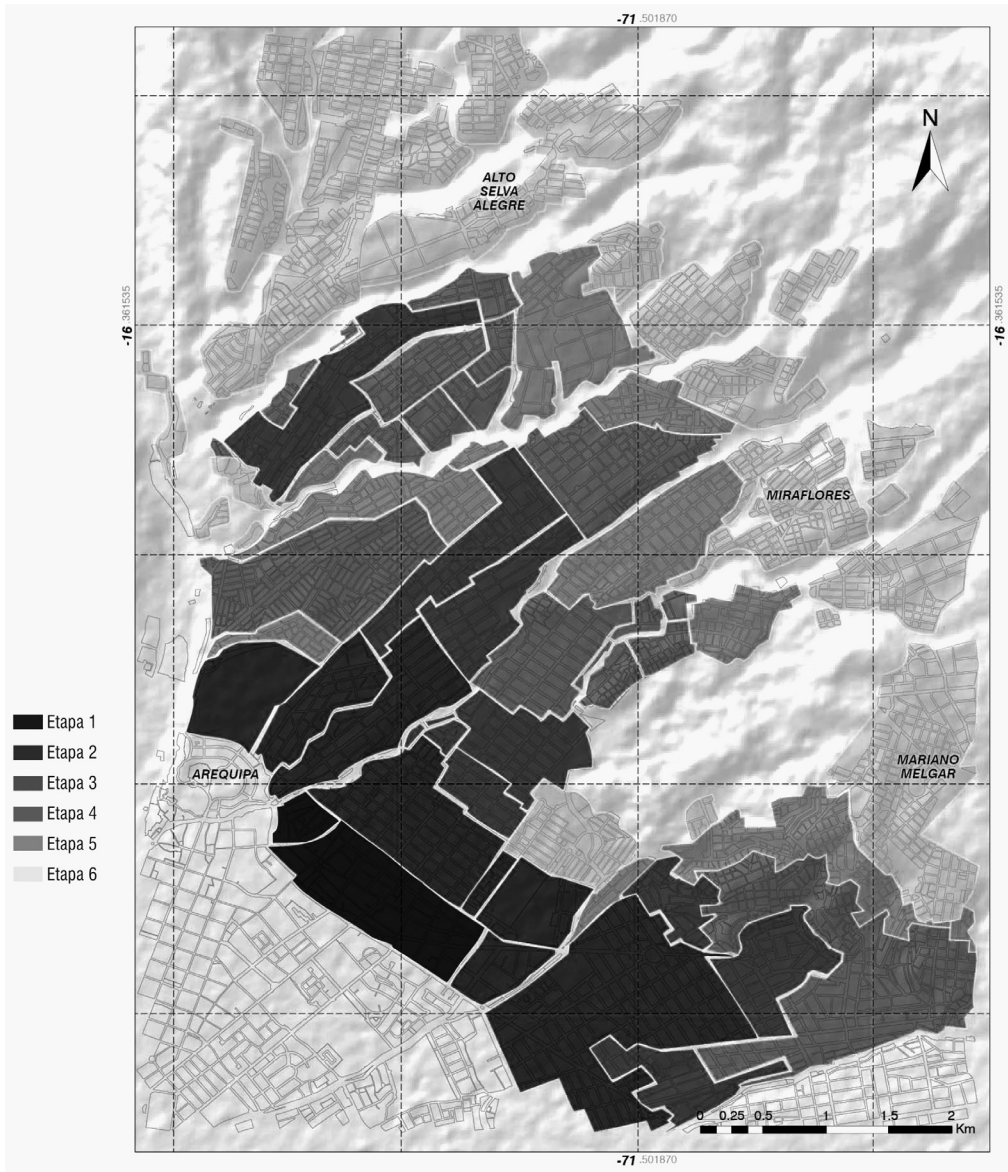 -71 .501870
N
ALTO
SELVA
ALEGRE
-16 .361535
-16 .361535
MIRAFLORES
Etapa 1
Etapa 2
Etapa 3
Etapa 4
Etapa 5
Etapa 6
AREQUIPA
MARIANO
MELGAR
0 0.25 0.5 1 1.5 2
Km
-71 .501870